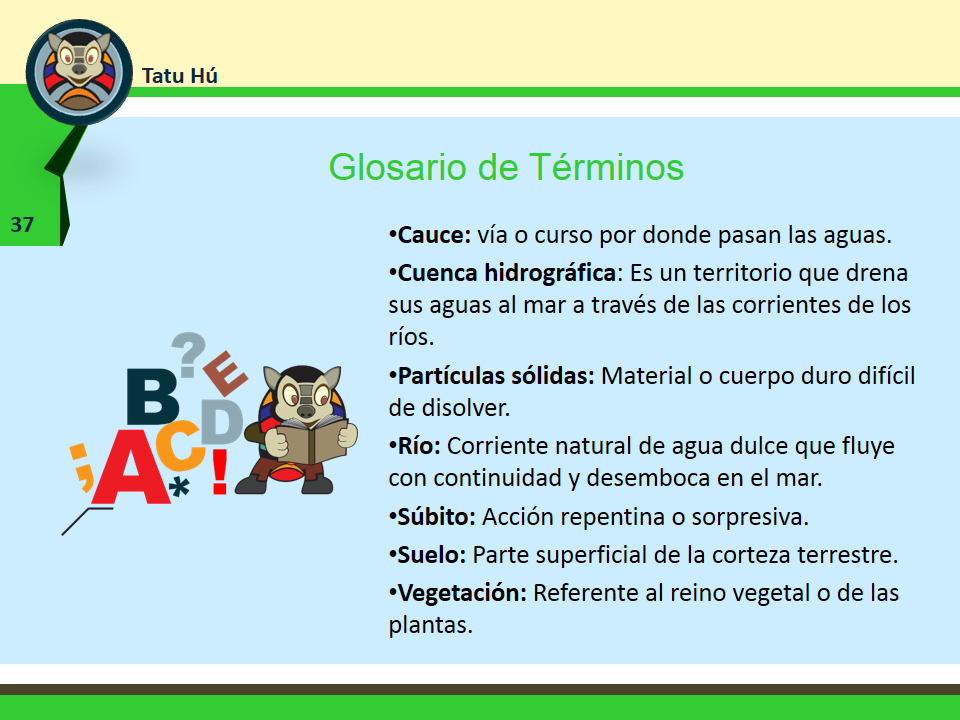 Tatu Hú
Glosario de Términos
37
•Cauce: vía o curso por donde pasan las aguas.
•Cuenca hidrográfica: Es un territorio que drena
sus aguas al mar a través de las corrientes de los
ríos.
•Partículas sólidas: Material o cuerpo duro difícil
de disolver.
•Río: Corriente natural de agua dulce que fluye
con continuidad y desemboca en el mar.
•Súbito: Acción repentina o sorpresiva.
•Suelo: Parte superficial de la corteza terrestre.
•Vegetación: Referente al reino vegetal o de las
plantas.
? E
B D
; A C * !